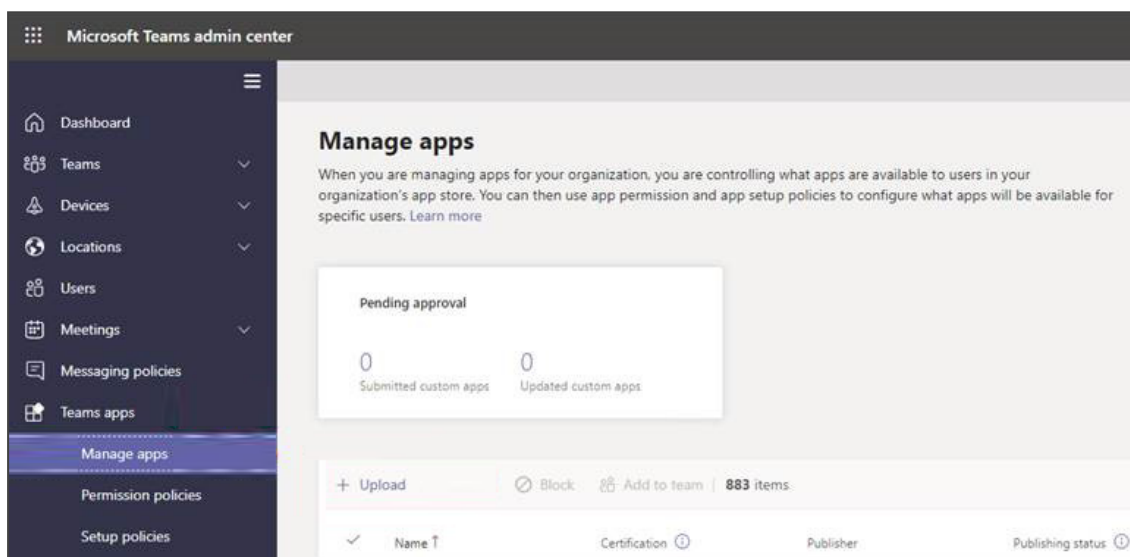 Microsoft Teams admin center
Dashboard
Teams
Devices
Locations
Users
Meetings
Messaging policies
Teams apps
Manage apps
Permission policies
Setup policies
Manage apps
When you are managing apps for your organization, you are controlling what apps are available to users in your
organization's app store. You can then use app permission and app setup policies to configure what apps will be available for
specific users. Learn more
Pending approval
0 0
Submitted custom apps Updated custom apps
+ Upload Block Add to team | 883 items
Name ↑ Certification Publisher Publishing status